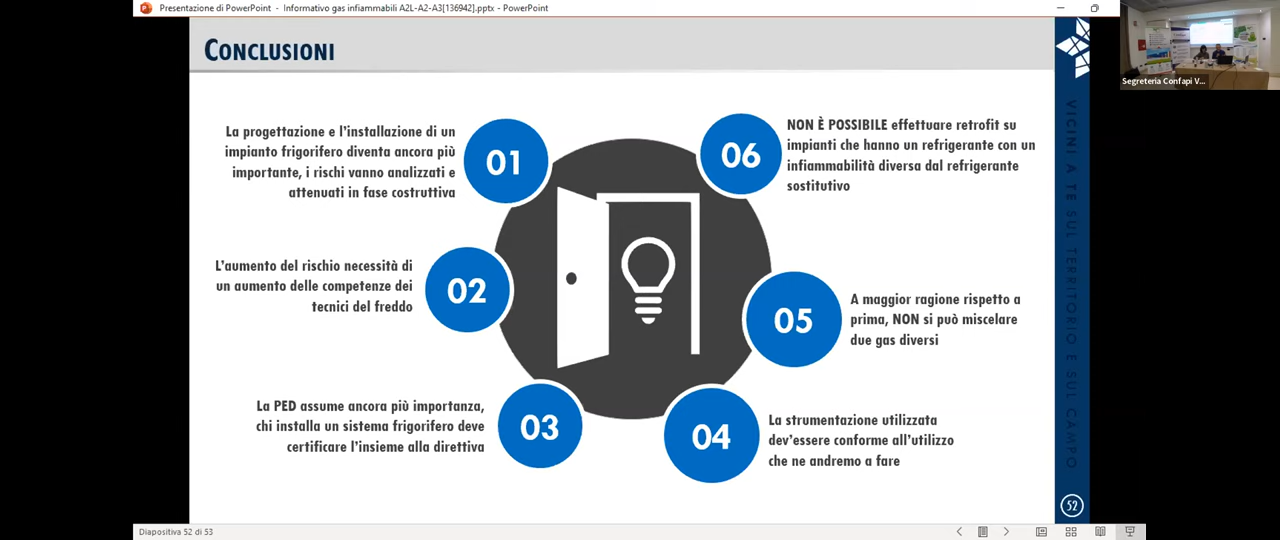 Presentazione di PowerPoint - Informativo gas infiammabili A2L-A2-A3[136942].pptx - PowerPoint
Segreteria Confapi V...
CONCLUSIONI
01
La progettazione e l'installazione di un
impianto frigorifero diventa ancora più
importante, i rischi vanno analizzati e
attenuati in fase costruttiva
02
L'aumento del rischio necessità di
un aumento delle competenze dei
tecnici del freddo
03
La PED assume ancora più importanza,
chi installa un sistema frigorifero deve
certificare l'insieme alla direttiva
04
La strumentazione utilizzata
dev'essere conforme all'utilizzo
che ne andremo a fare
05
A maggior ragione rispetto a
prima, NON si può miscelare
due gas diversi
06
NON È POSSIBILE effettuare retrofit su
impianti che hanno un refrigerante con un
infiammabilità diversa dal refrigerante
sostitutivo
VICINI A TE SUL TERRITORIO E SUL CAMPO
52
Diapositiva 52 di 53